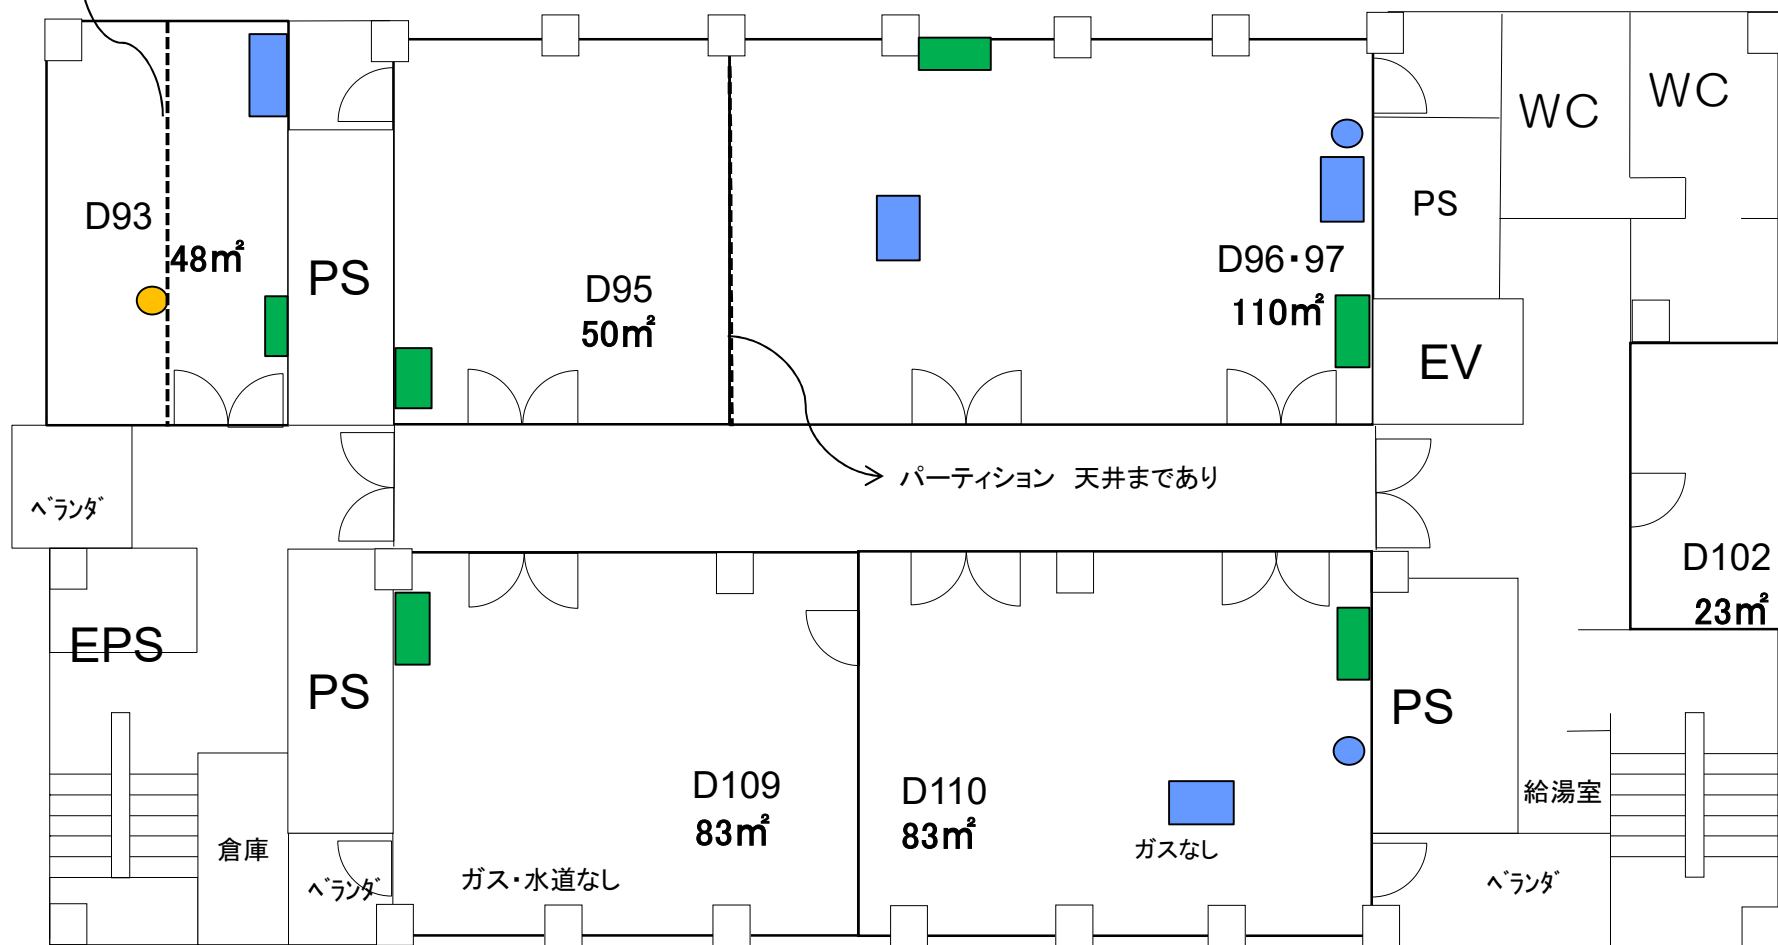 WC
WC
D93
48㎡
PS
D95
50㎡
PS
D96・97
110㎡
EV
パーティション 天井まであり
ベランダ
D102
23㎡
EPS
PS
PS
D109
83㎡
D110
83㎡
給湯室
倉庫
ガスなし
ガス・水道なし
ベランダ
ベランダ